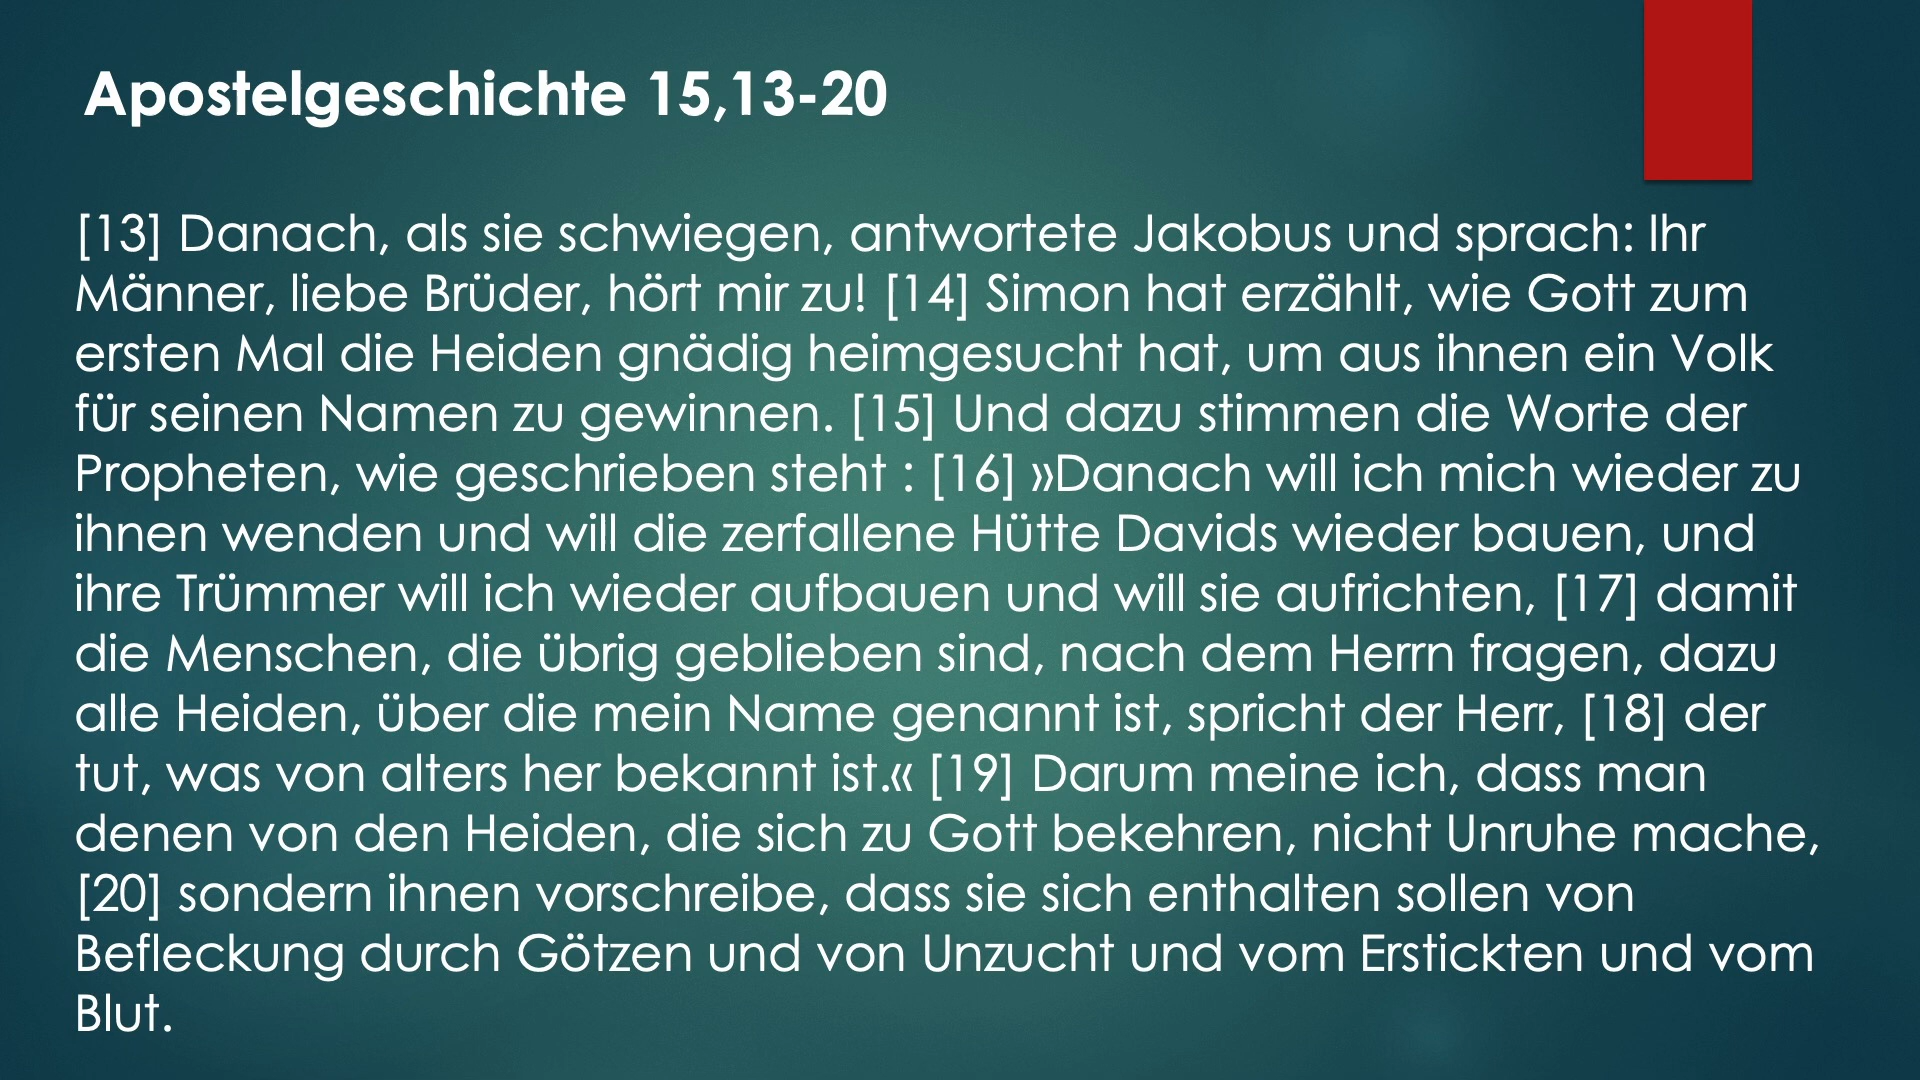 Apostelgeschichte 15,13-20
[13] Danach, als sie schwiegen, antwortete Jakobus und sprach: Ihr
Männer, liebe Brüder, hört mir zu! [14] Simon hat erzählt, wie Gott zum
ersten Mal die Heiden gnädig heimgesucht hat, um aus ihnen ein Volk
für seinen Namen zu gewinnen. [15] Und dazu stimmen die Worte der
Propheten, wie geschrieben steht : [16] »Danach will ich mich wieder zu
ihnen wenden und will die zerfallene Hütte Davids wieder bauen, und
ihre Trümmer will ich wieder aufbauen und will sie aufrichten, [17] damit
die Menschen, die übrig geblieben sind, nach dem Herrn fragen, dazu
alle Heiden, über die mein Name genannt ist, spricht der Herr, [18] der
tut, was von alters her bekannt ist.« [19] Darum meine ich, dass man
denen von den Heiden, die sich zu Gott bekehren, nicht Unruhe mache,
[20] sondern ihnen vorschreibe, dass sie sich enthalten sollen von
Befleckung durch Götzen und von Unzucht und vom Erstickten und vom
Blut.